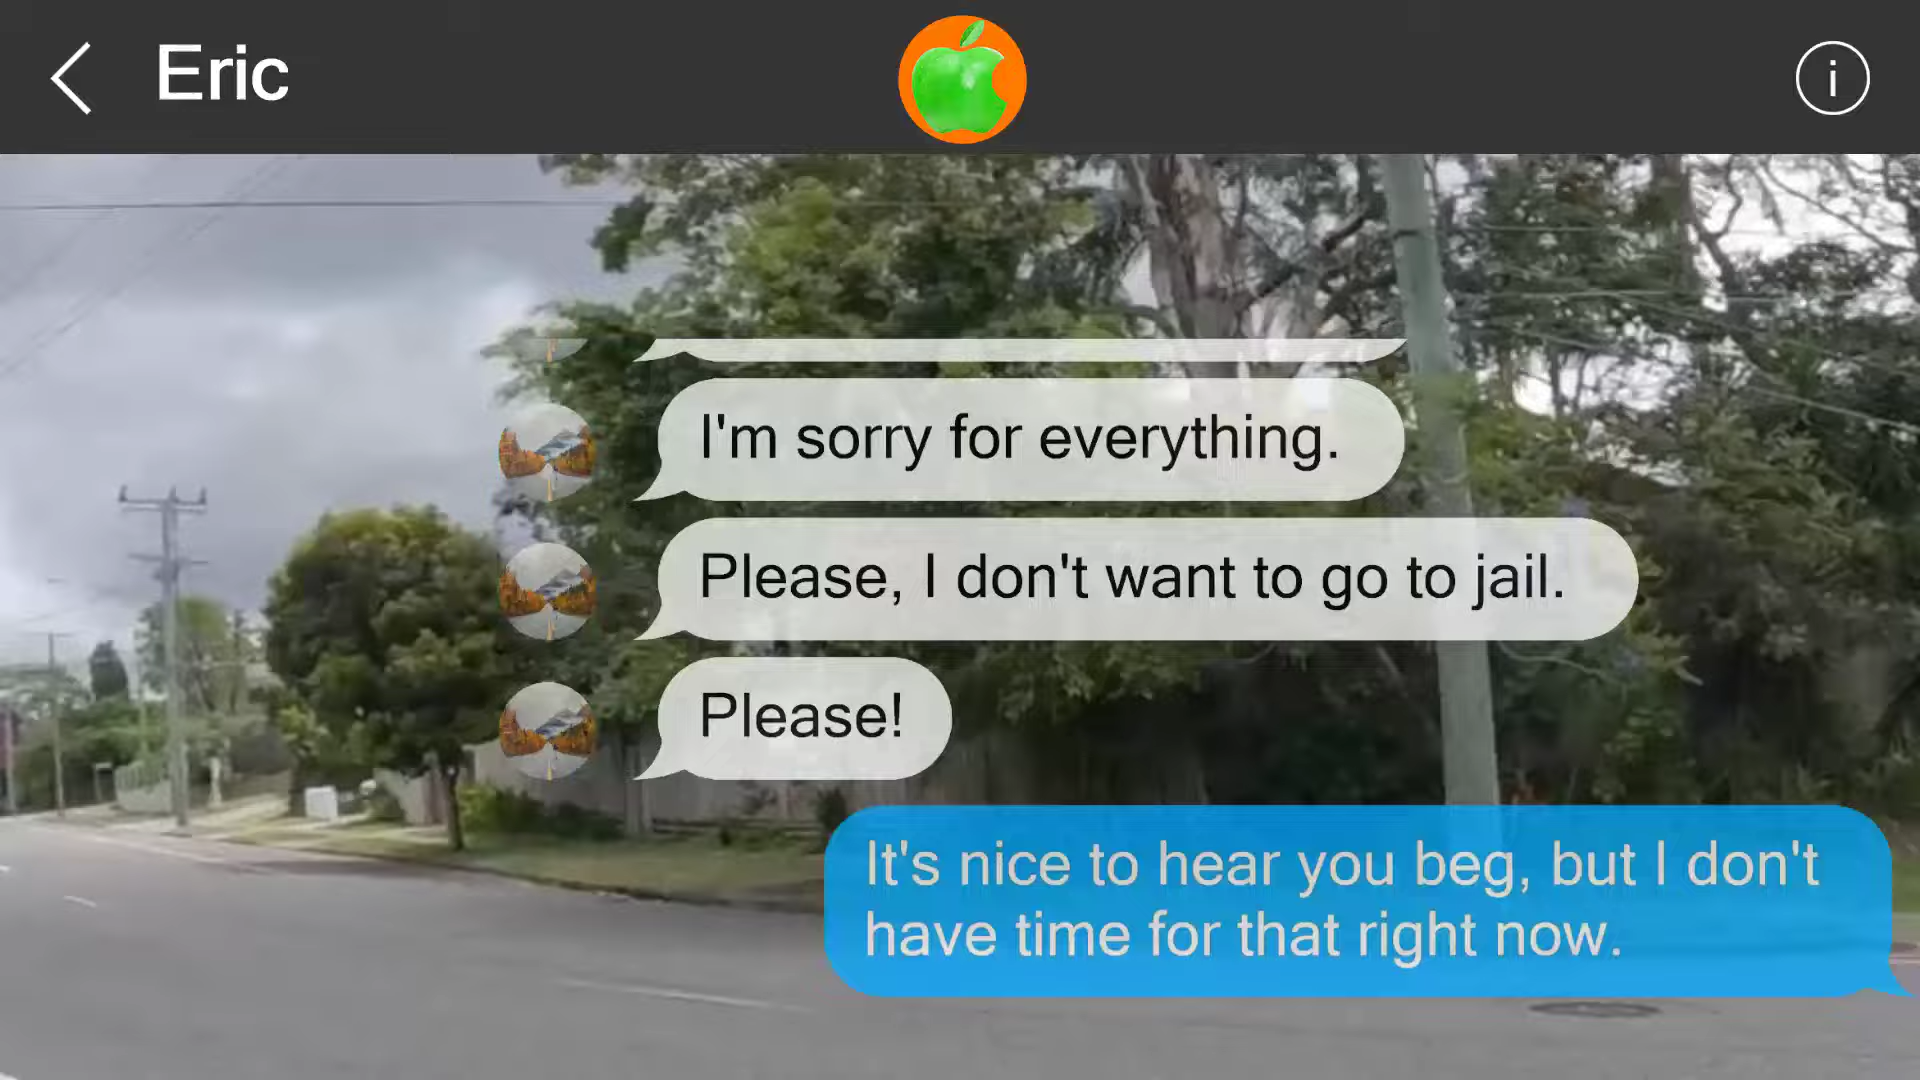 Eric
i
I'm sorry for everything.
Please, I don't want to go to jail.
Please!
It's nice to hear you beg, but I don't
have time for that right now.